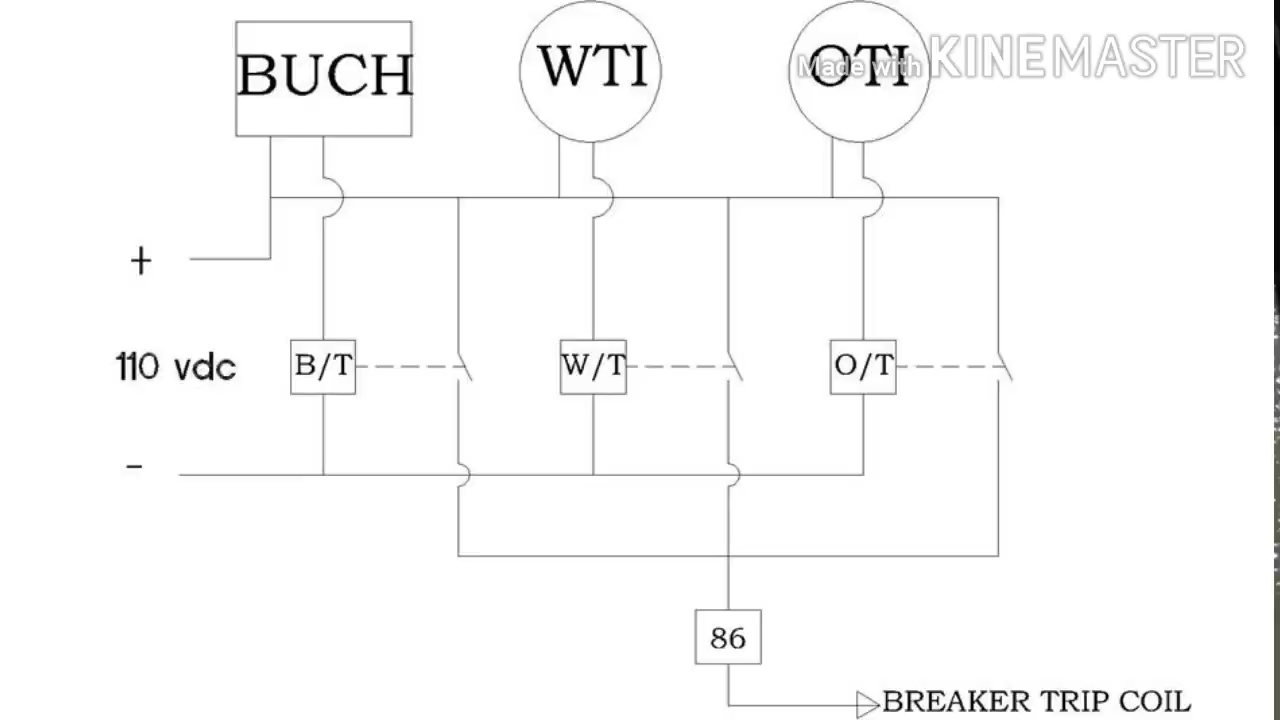 BUCH
WTI
OTI
Made with KINEMASTER
+
110 vdc
-
B/T
W/T
O/T
86
BREAKER TRIP COIL